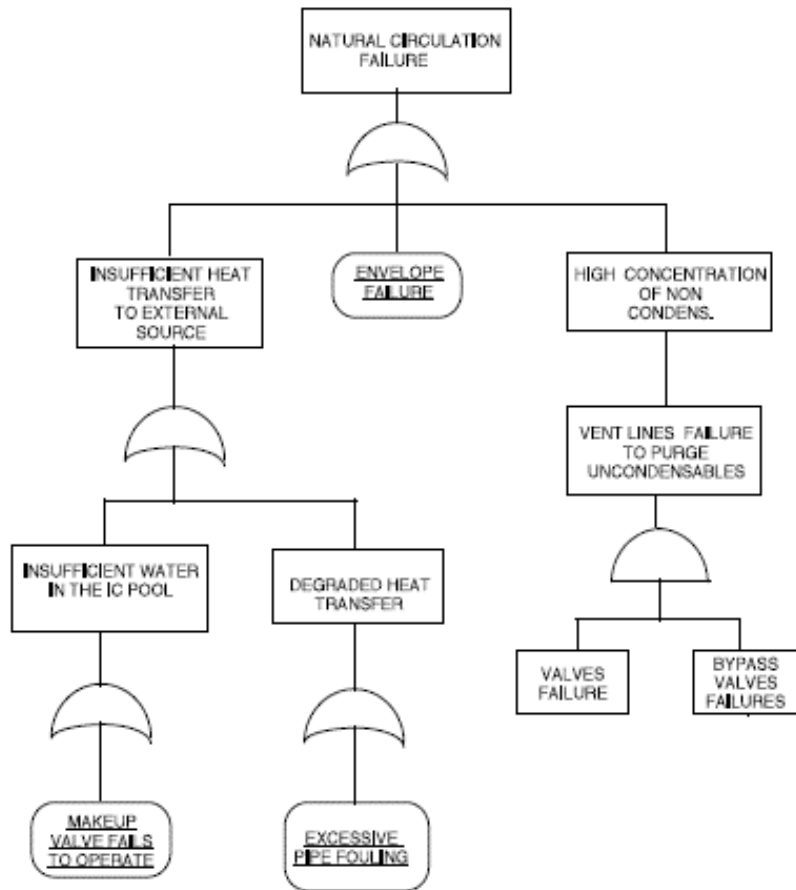 NATURAL CIRCULATION
FAILURE
INSUFFICIENT HEAT
TRANSFER
TO EXTERNAL
SOURCE
ENVELOPE
FAILURE
HIGH CONCENTRATION
OF NON
CONDENS.
VENT LINES FAILURE
TO PURGE
UNCONDENSABLES
INSUFFICIENT WATER
IN THE IC POOL
DEGRADED HEAT
TRANSFER
VALVES
FAILURE
BYPASS
VALVES
FAILURES
MAKEUP
VALVE FAILS
TO OPERATE
EXCESSIVE
PIPE FOULING